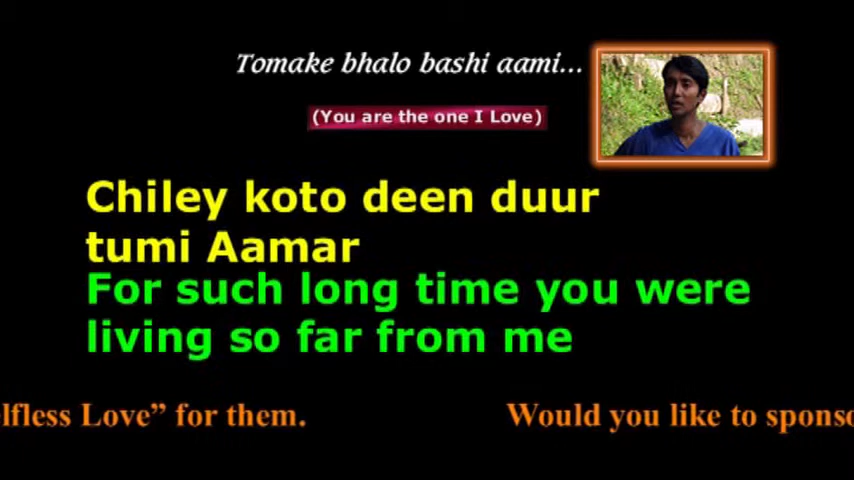 Tomake bhalo bashi aami...
(You are the one I Love)
Chiley koto deen duur
tumi Aamar
For such long time you were
living so far from me
lfless Love” for them. Would you like to